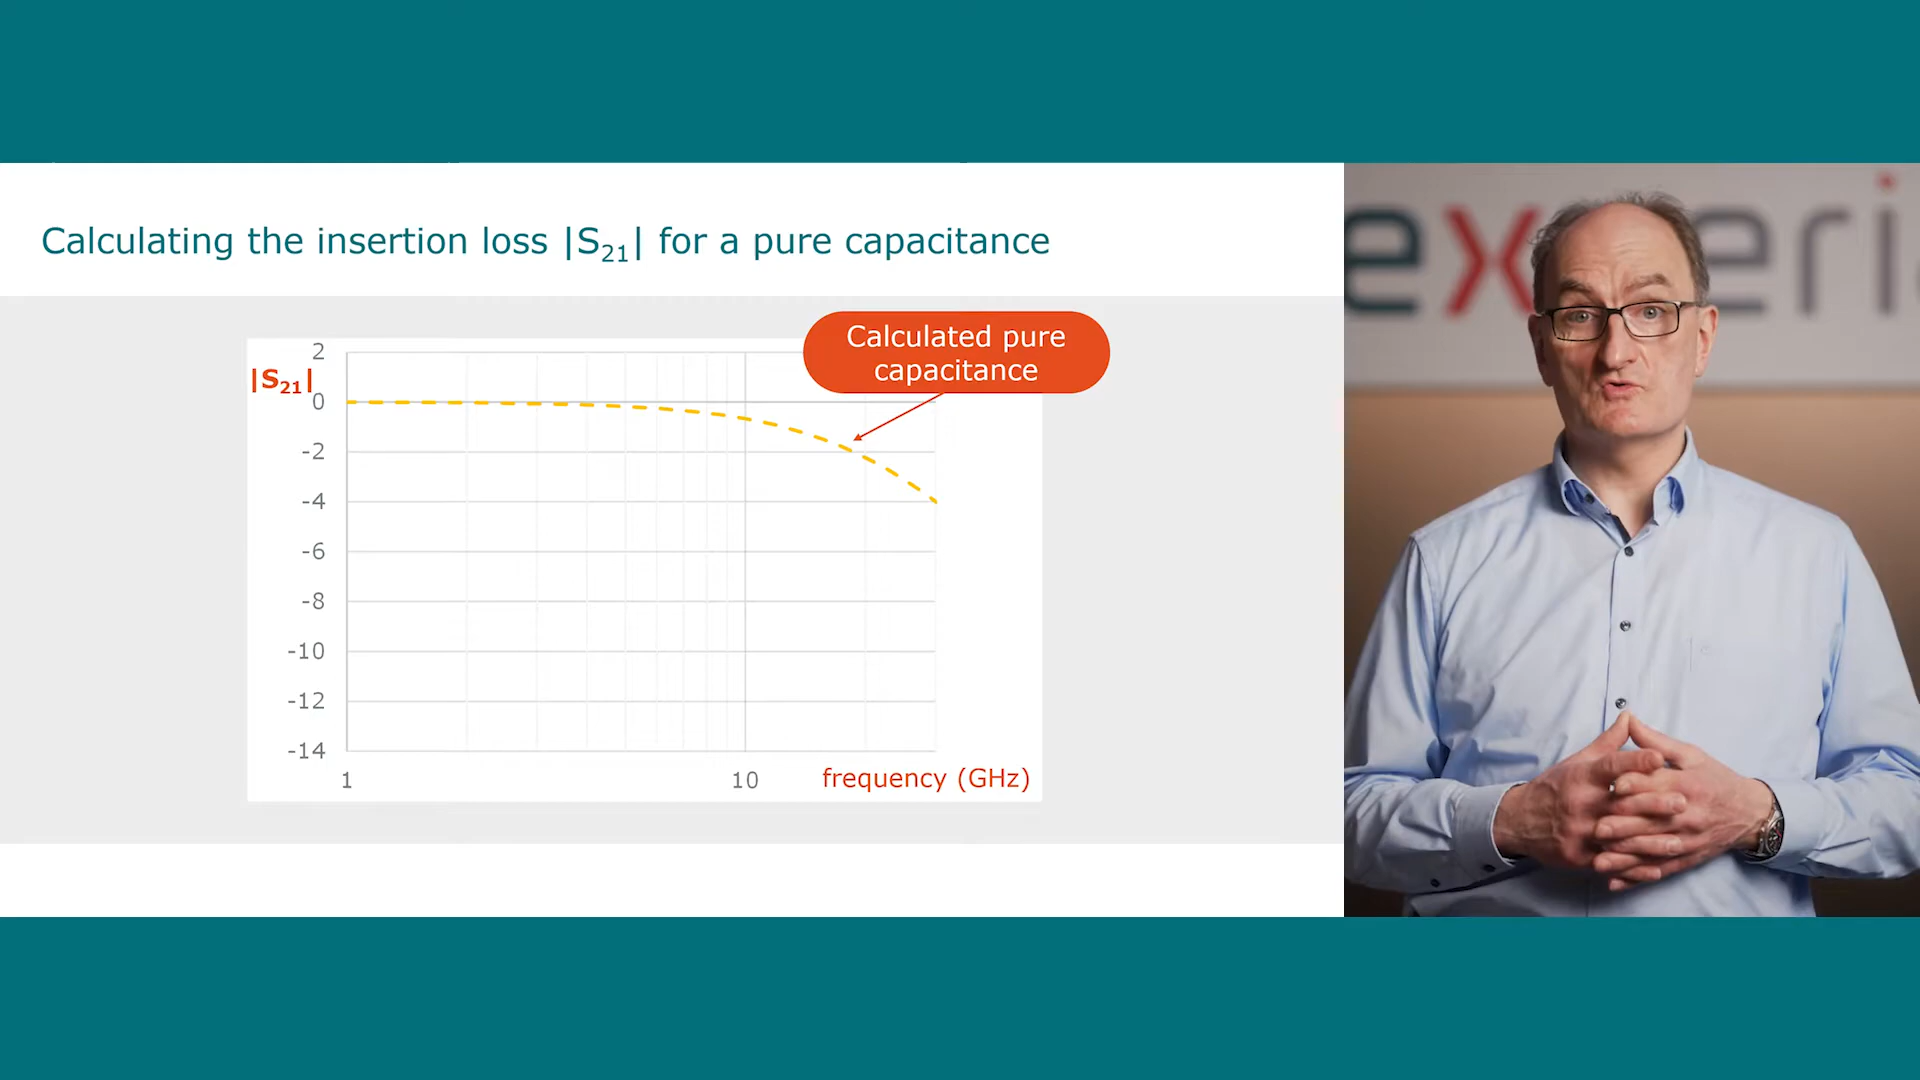 Calculating the insertion loss |S₂₁| for a pure capacitance
Calculated pure
capacitance
|S₂₁|
2
0
-2
-4
-6
-8
-10
-12
-14
1
10
frequency (GHz)
experi